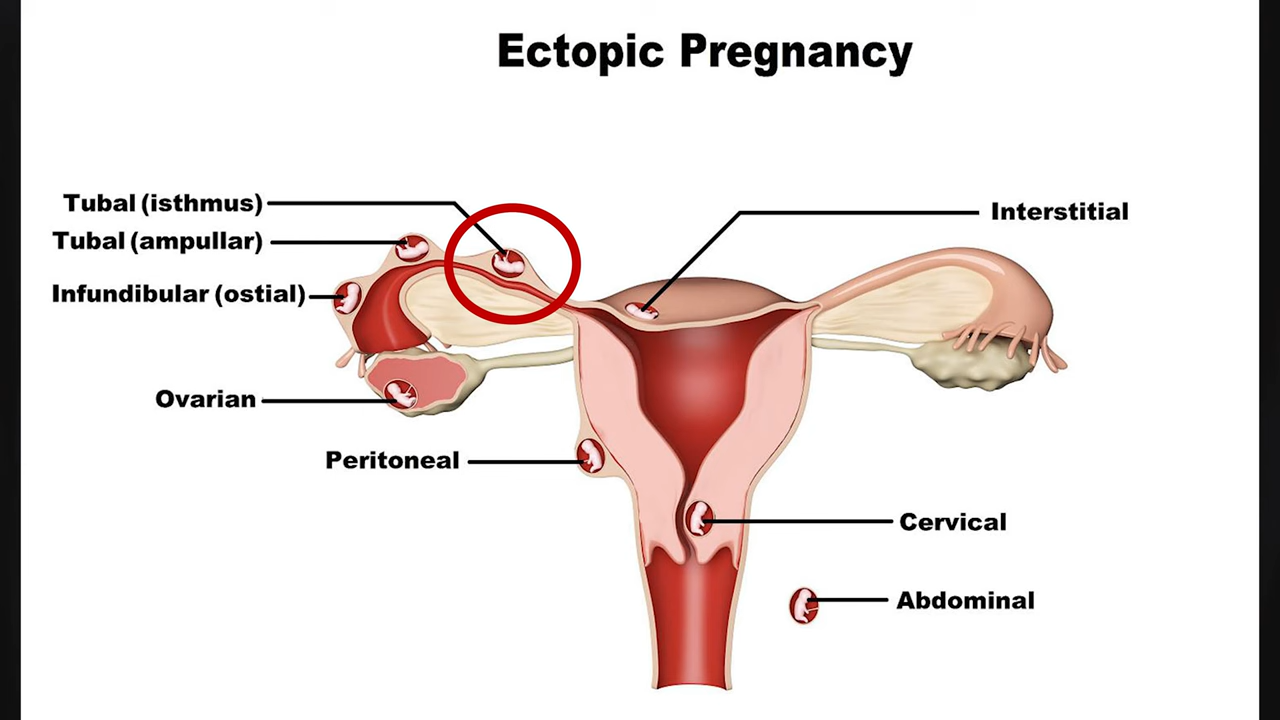 Ectopic Pregnancy
Tubal (isthmus)
Tubal (ampullar)
Infundibular (ostial)
Ovarian
Peritoneal
Interstitial
Cervical
Abdominal